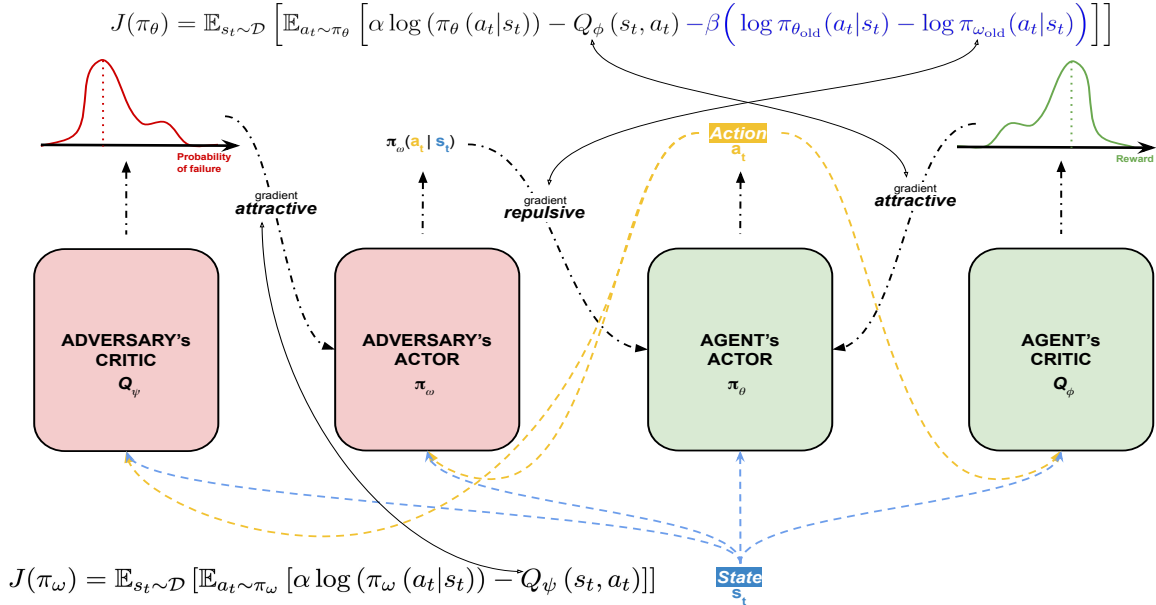 J(π_θ) = 𝔼_{s_t∼𝒟} [ 𝔼_{a_t∼π_θ} [ α log (π_θ (a_t|s_t)) − Q_ϕ (s_t, a_t) −β( log π_{θ_old}(a_t|s_t) − log π_{ω_old}(a_t|s_t) ) ] ]
Probability
of failure
π_ω(a_t | s_t)
Action
a_t
Reward
gradient
attractive
gradient
repulsive
gradient
attractive
ADVERSARY's
CRITIC
Q_ψ
ADVERSARY's
ACTOR
π_ω
AGENT's
ACTOR
π_θ
AGENT's
CRITIC
Q_ϕ
J(π_ω) = 𝔼_{s_t∼𝒟} [𝔼_{a_t∼π_ω} [α log (π_ω (a_t|s_t)) − Q_ψ (s_t, a_t)]]
State
s_t